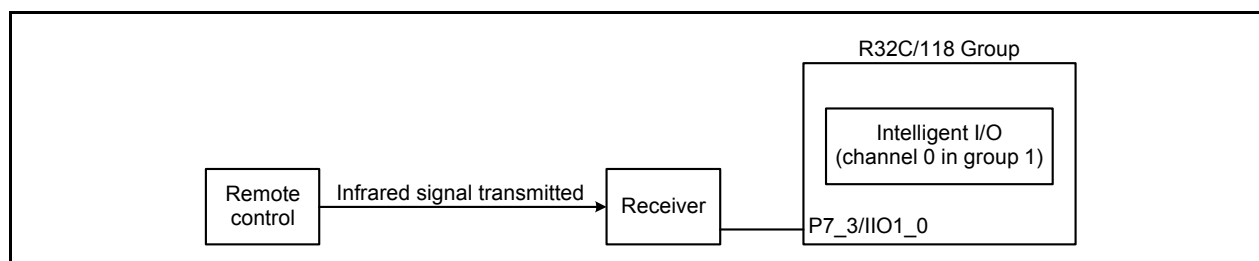 R32C/118 Group
Intelligent I/O
(channel 0 in group 1)
Remote
control
Infrared signal transmitted
Receiver
P7_3/IIO1_0